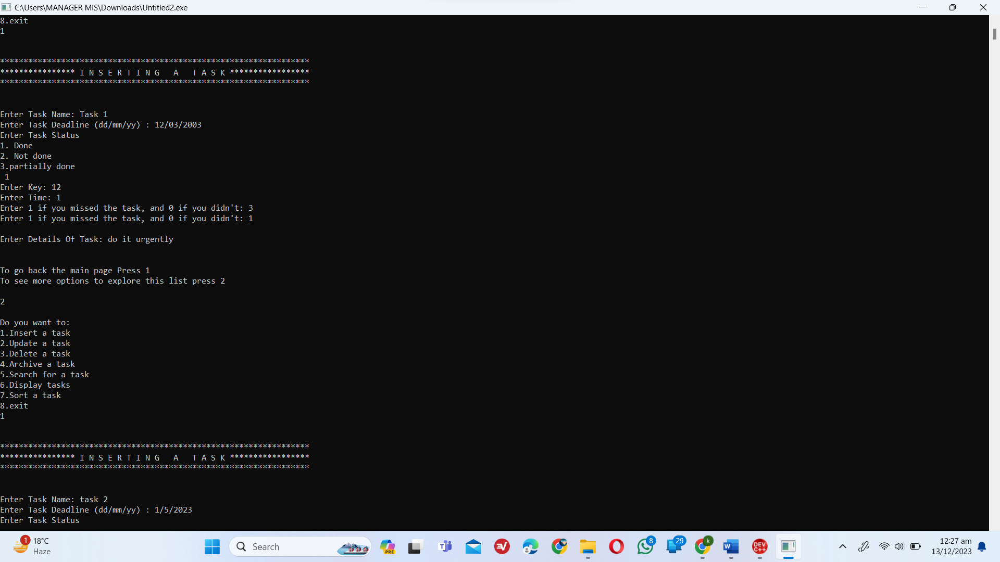 C:\Users\MANAGER MIS\Downloads\Untitled2.exe
8.exit
1
******************************************************************
**************** I N S E R T I N G   A   T A S K *****************
******************************************************************
Enter Task Name: Task 1
Enter Task Deadline (dd/mm/yy) : 12/03/2003
Enter Task Status
1. Done
2. Not done
3.partially done
1
Enter Key: 12
Enter Time: 1
Enter 1 if you missed the task, and 0 if you didn't: 3
Enter 1 if you missed the task, and 0 if you didn't: 1
Enter Details Of Task: do it urgently
To go back the main page Press 1
To see more options to explore this list press 2
2
Do you want to:
1.Insert a task
2.Update a task
3.Delete a task
4.Archive a task
5.Search for a task
6.Display tasks
7.Sort a task
8.exit
1
******************************************************************
**************** I N S E R T I N G   A   T A S K *****************
******************************************************************
Enter Task Name: task 2
Enter Task Deadline (dd/mm/yy) : 1/5/2023
Enter Task Status
1
18°C
Haze
Search
PRE
8
29
k
W
DEV
C++
12:27 am
13/12/2023